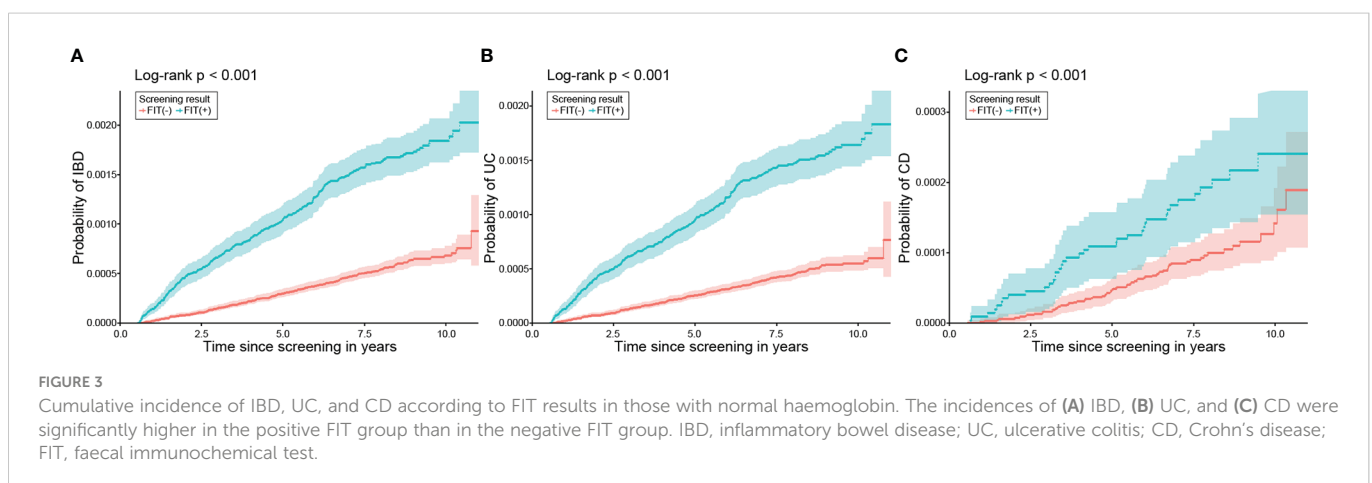 A
Log-rank p < 0.001
Screening result
FIT(-) FIT(+)
Probability of IBD
0.0020
0.0015
0.0010
0.0005
0.0000
0.0 2.5 5.0 7.5 10.0
Time since screening in years
B
Log-rank p < 0.001
Screening result
FIT(-) FIT(+)
Probability of UC
0.0020
0.0015
0.0010
0.0005
0.0000
0.0 2.5 5.0 7.5 10.0
Time since screening in years
C
Log-rank p < 0.001
Screening result
FIT(-) FIT(+)
Probability of CD
0.0003
0.0002
0.0001
0.0000
0.0 2.5 5.0 7.5 10.0
Time since screening in years
FIGURE 3
Cumulative incidence of IBD, UC, and CD according to FIT results in those with normal haemoglobin. The incidences of (A) IBD, (B) UC, and (C) CD were
significantly higher in the positive FIT group than in the negative FIT group. IBD, inflammatory bowel disease; UC, ulcerative colitis; CD, Crohn's disease;
FIT, faecal immunochemical test.